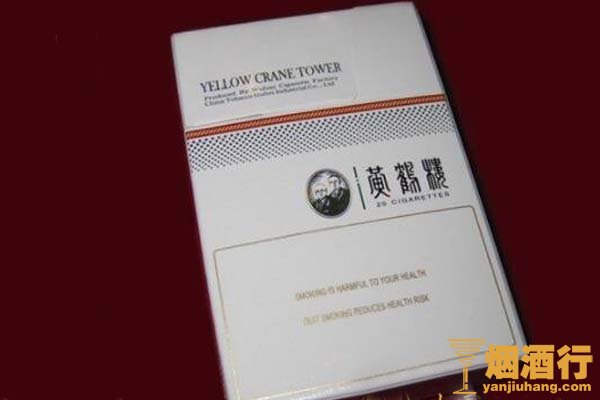 YELLOW CRANE TOWER
Produced By Wuhan Cigarette Factory
China Tobacco Hubei Industrial Co., Ltd.
黄鹤楼
20 CIGARETTES
SMOKING IS HARMFUL TO YOUR HEALTH
QUIT SMOKING REDUCES HEALTH RISK
烟酒行
yanjiuhang.com